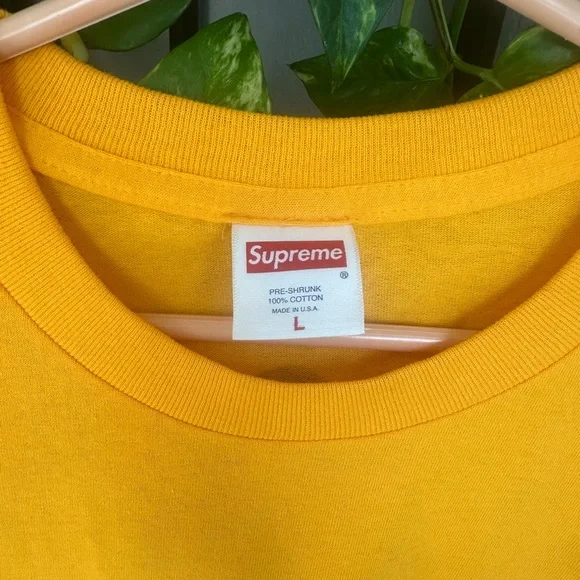 Supreme
®
PRE-SHRUNK
100% COTTON
MADE IN U.S.A.
L